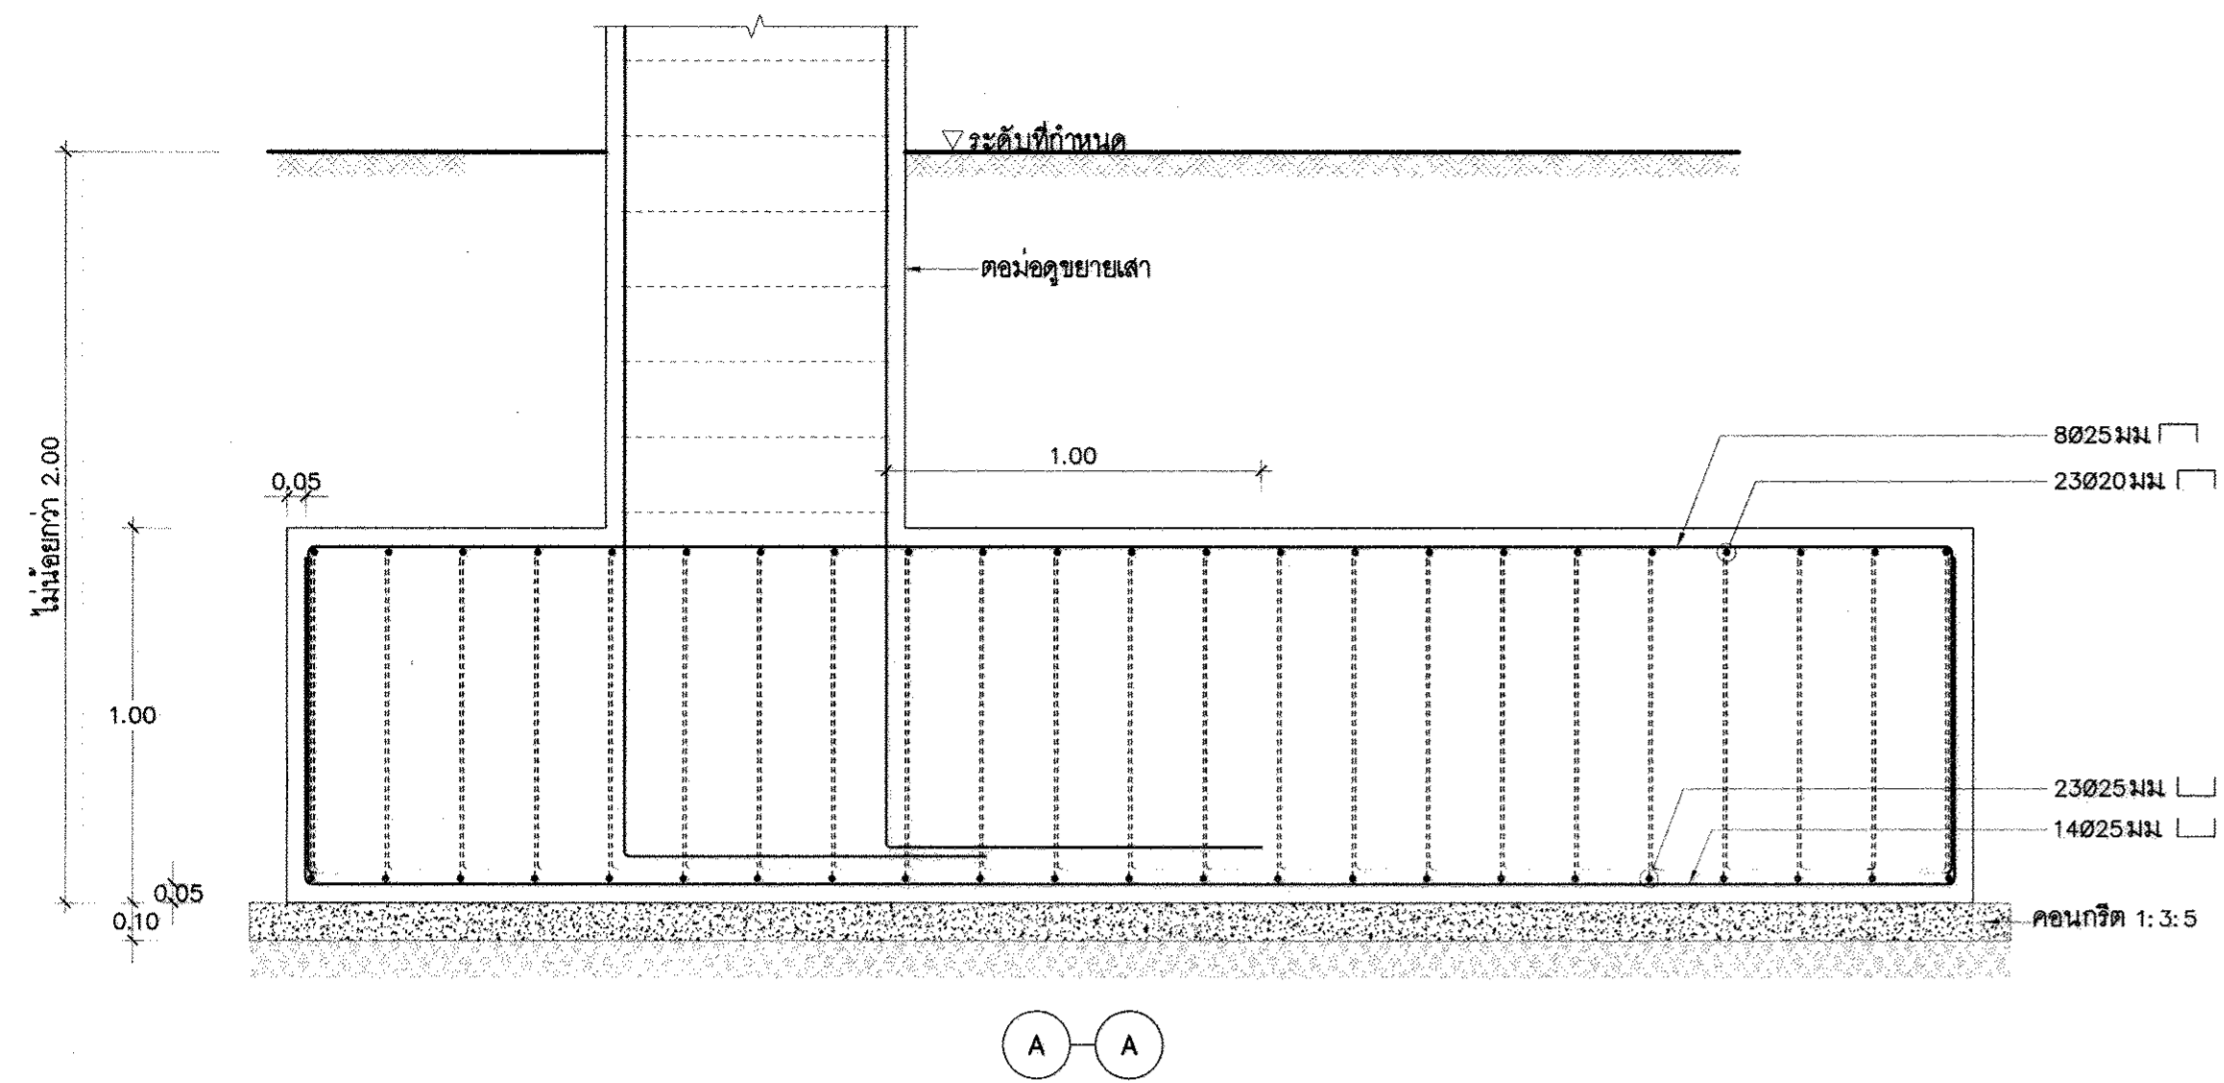 ระดับที่กำหนด
ตอม่อดูขยายเสา
8Ø25มม.
1.00
0.05
23Ø20มม.
ไม่น้อยกว่า 2.00
1.00
23Ø25มม.
14Ø25มม.
0.05
0.10
คอนกรีต 1:3:5
A A